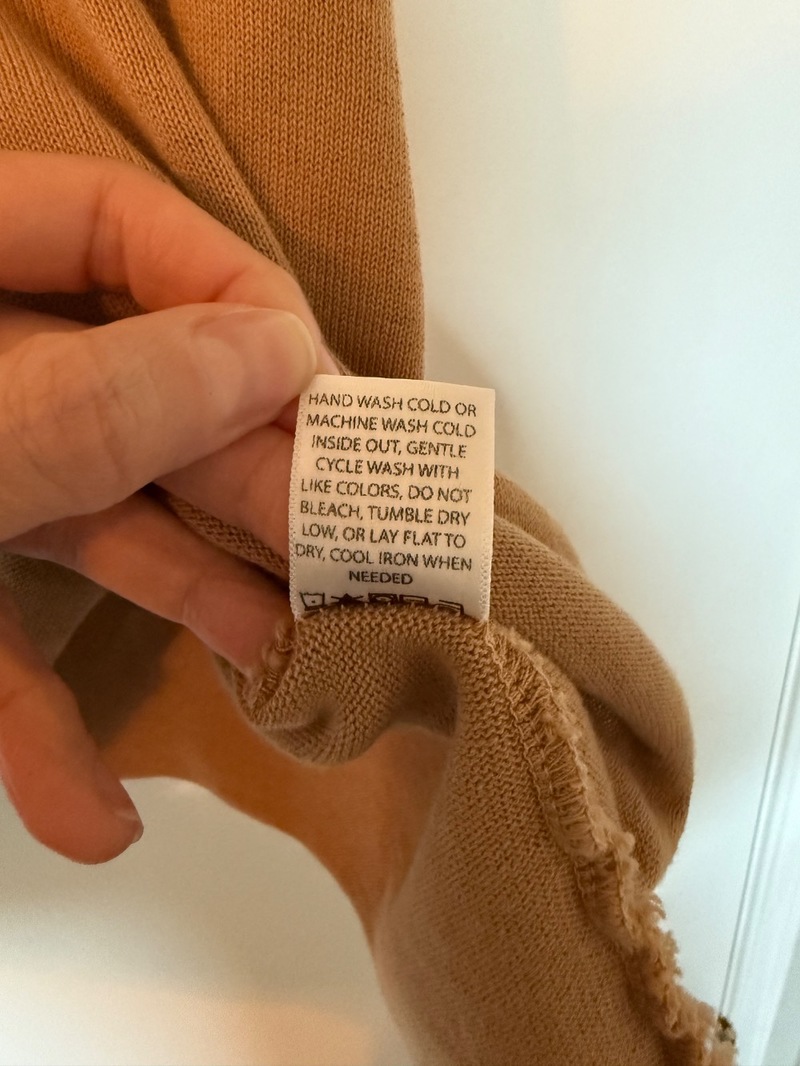 HAND WASH COLD OR
MACHINE WASH COLD
INSIDE OUT, GENTLE
CYCLE WASH WITH
LIKE COLORS, DO NOT
BLEACH, TUMBLE DRY
LOW, OR LAY FLAT TO
DRY, COOL IRON WHEN
NEEDED